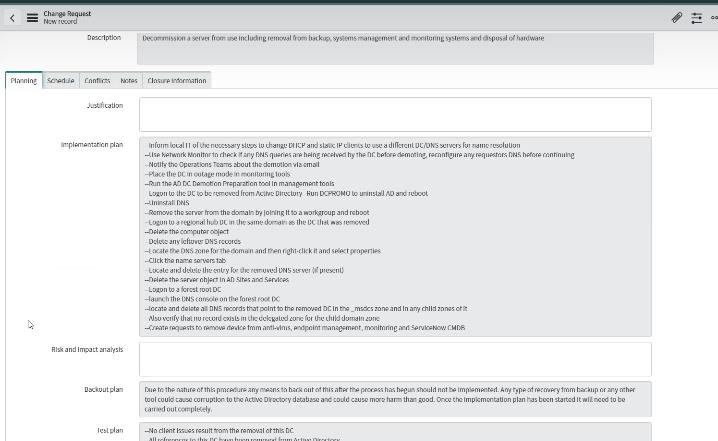 Change Request
New record
Description
Decommission a server from use including removal from backup, systems management and monitoring systems and disposal of hardware
Planning
Schedule
Conflicts
Notes
Closure Information
Justification
Implementation plan
--Inform local IT of the necessary steps to change DHCP and static IP clients to use a different DC/DNS servers for name resolution
--Use Network Monitor to check if any DNS queries are being received by the DC before demoting, reconfigure any requestors DNS before continuing
--Notify the Operations Teams about the demotion via email
--Place the DC in outage mode in monitoring tools
--Run the AD DC Demotion Preparation tool in management tools
--Logon to the DC to be removed from Active Directory  Run DCPROMO to uninstall AD and reboot
--Uninstall DNS
--Remove the server from the domain by joining it to a workgroup and reboot
--Logon to a regional hub DC in the same domain as the DC that was removed
--Delete the computer object
--Delete any leftover DNS records
--Locate the DNS zone for the domain and then right-click it and select properties
--Click the name servers tab
--Locate and delete the entry for the removed DNS server (if present)
--Delete the server object in AD Sites and Services
--Logon to a forest root DC
--launch the DNS console on the forest root DC
--locate and delete all DNS records that point to the removed DC in the _msdcs zone and in any child zones of it
--Also verify that no record exists in the delegated zone for the child domain zone
--Create requests to remove device from anti-virus, endpoint management, monitoring and ServiceNow CMDB
Risk and impact analysis
Backout plan
Due to the nature of this procedure any means to back out of this after the process has begun should not be implemented. Any type of recovery from backup or any other
tool could cause corruption to the Active Directory database and could cause more harm than good. Once the implementation plan has been started it will need to be
carried out completely.
Test plan
--No client issues result from the removal of this DC
--All references to this DC have been removed from Active Directory